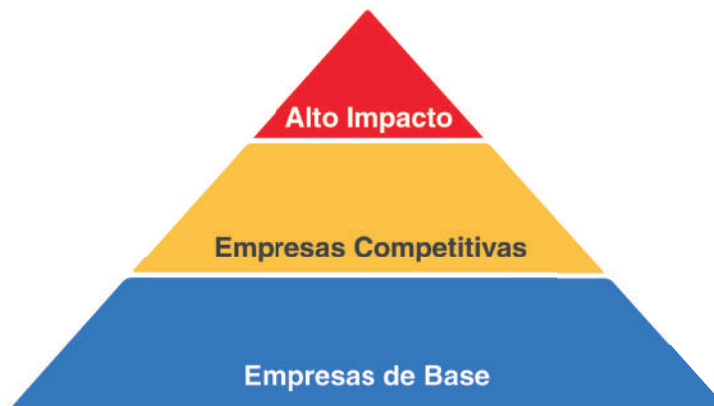 Alto Impacto
Empresas Competitivas
Empresas de Base